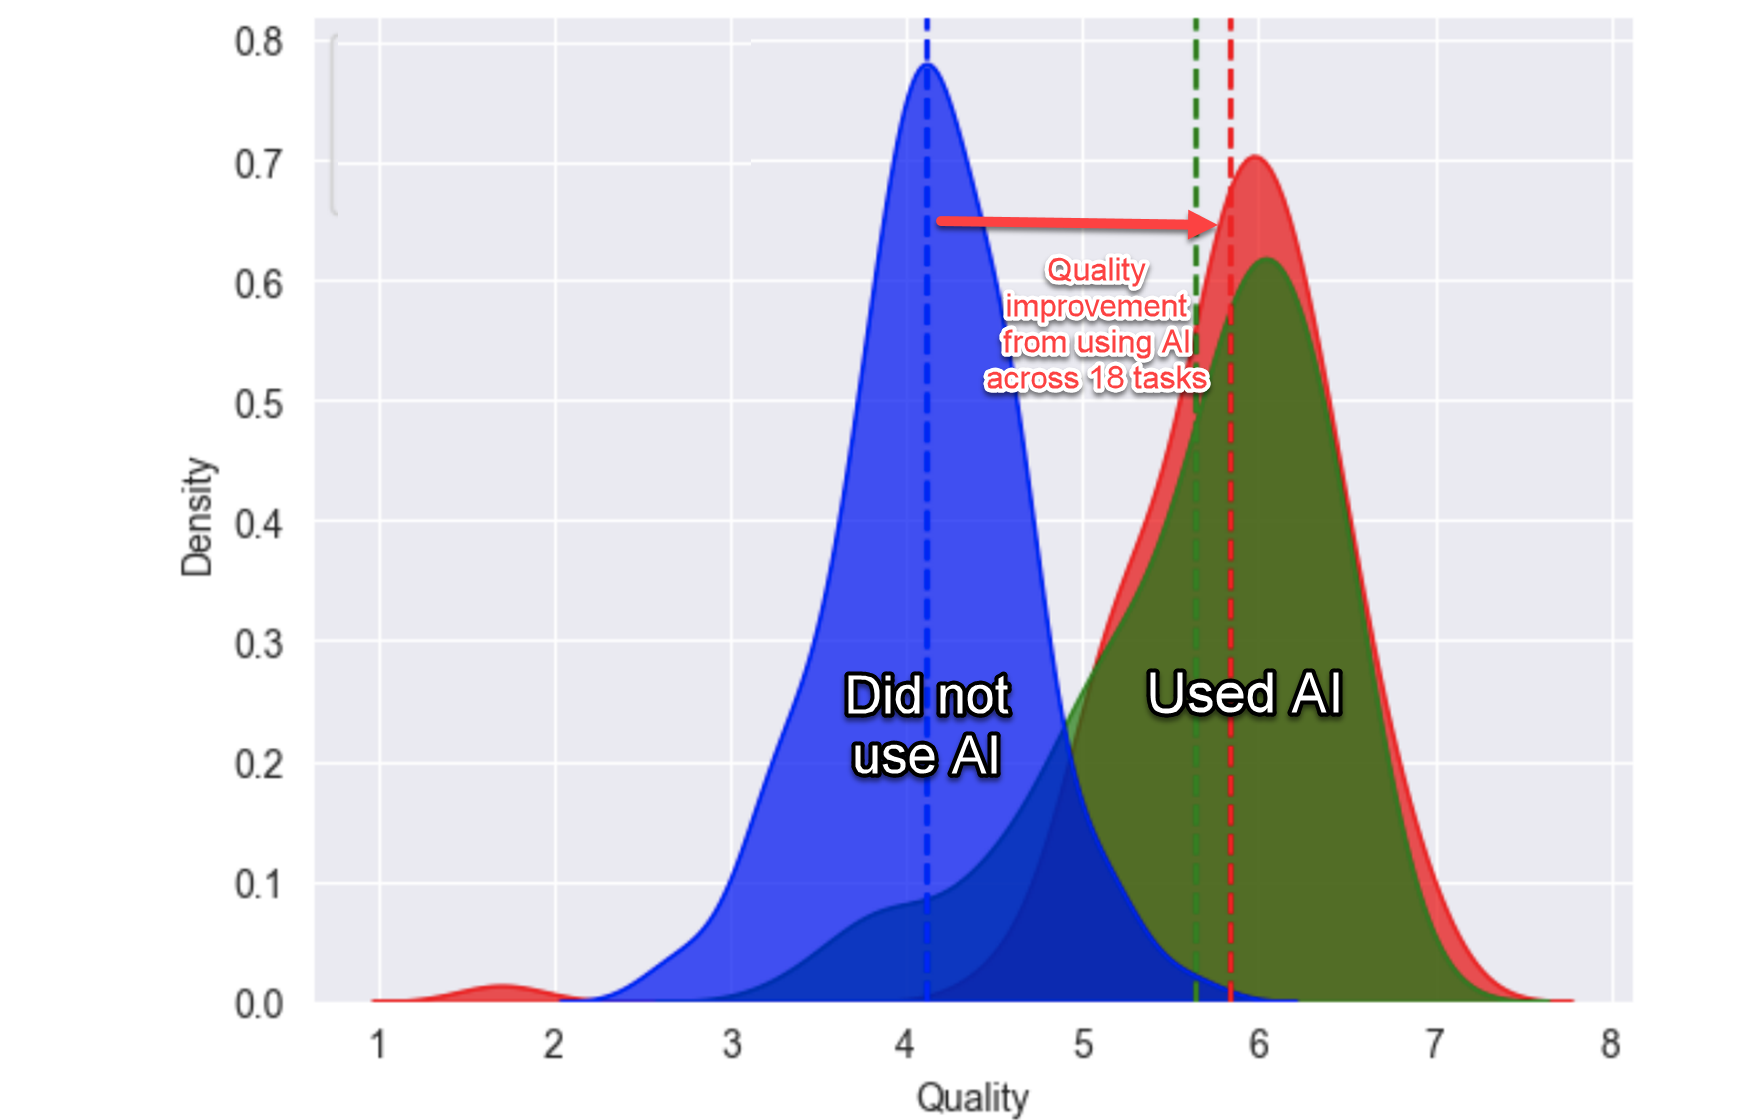 0.8
0.7
0.6
0.5
0.4
0.3
0.2
0.1
0.0
Density
Quality
improvement
from using AI
across 18 tasks
Did not
use AI
Used AI
1 2 3 4 5 6 7 8
Quality